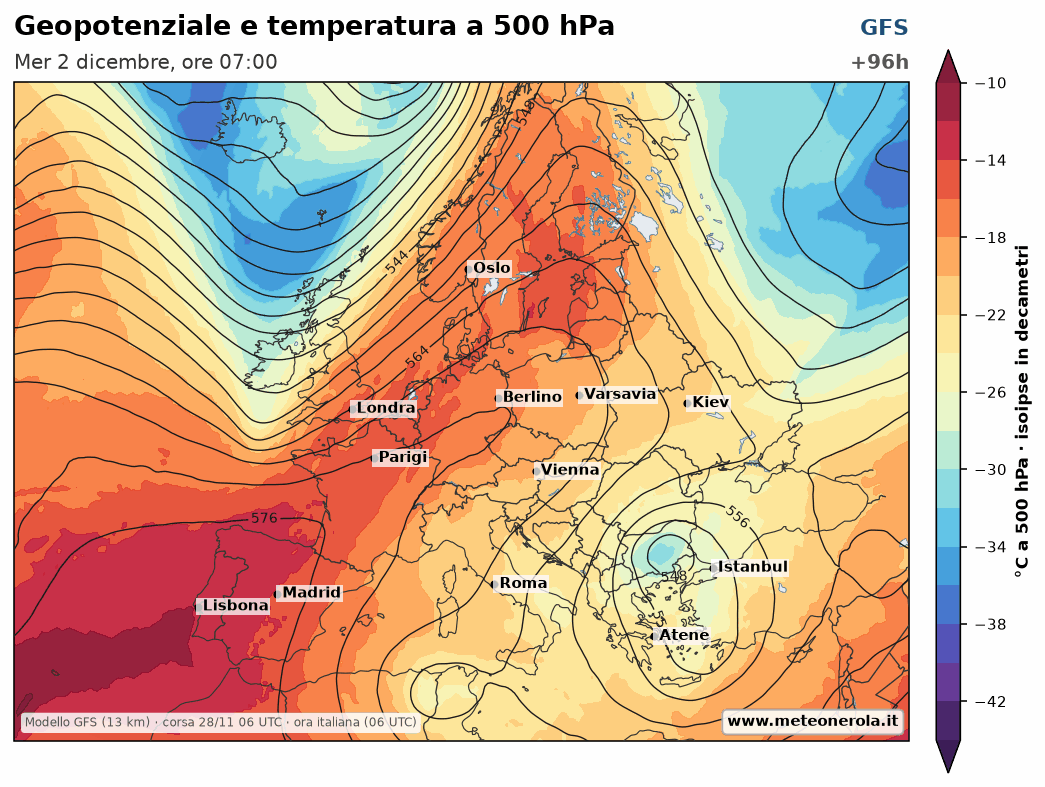 Geopotenziale e temperatura a 500 hPa
GFS
Mer 2 dicembre, ore 07:00
+96h
548
544
564
576
556
548
Oslo
Berlino
Varsavia
Kiev
Londra
Parigi
Vienna
Istanbul
Roma
Madrid
Lisbona
Atene
Modello GFS (13 km) · corsa 28/11 06 UTC · ora italiana (06 UTC)
www.meteonerola.it
−10
−14
−18
−22
−26
−30
−34
−38
−42
°C a 500 hPa · isoipse in decametri